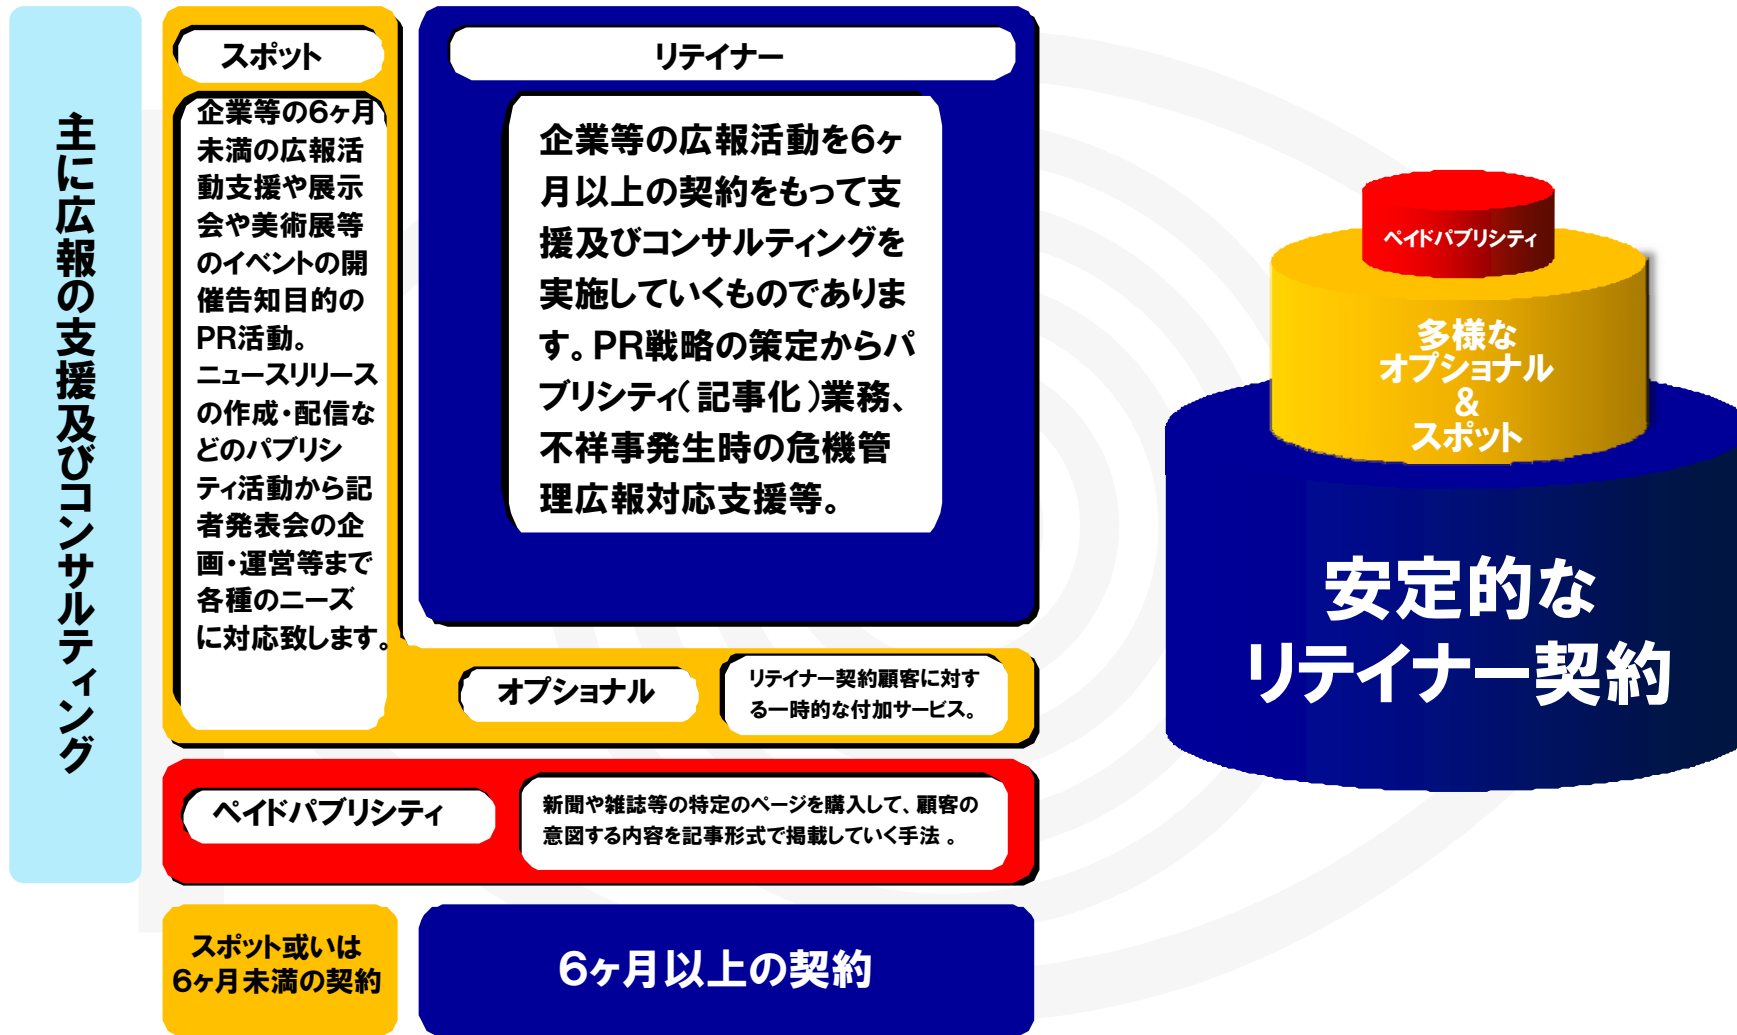 主に広報の支援及びコンサルティング
スポット
企業等の6ヶ月
未満の広報活
動支援や展示
会や美術展等
のイベントの開
催告知目的の
PR活動。
ニュースリリース
の作成・配信な
どのパブリシ
ティ活動から記
者発表会の企
画・運営等まで
各種のニーズ
に対応致します。
リテイナー
企業等の広報活動を6ヶ
月以上の契約をもって支
援及びコンサルティングを
実施していくものでありま
す。PR戦略の策定からパ
ブリシティ(記事化)業務、
不祥事発生時の危機管
理広報対応支援等。
オプショナル
リテイナー契約顧客に対す
る一時的な付加サービス。
ペイドパブリシティ
新聞や雑誌等の特定のページを購入して、顧客の
意図する内容を記事形式で掲載していく手法 。
スポット或いは
6ヶ月未満の契約
6ヶ月以上の契約
ペイドパブリシティ
多様な
オプショナル
&
スポット
安定的な
リテイナー契約